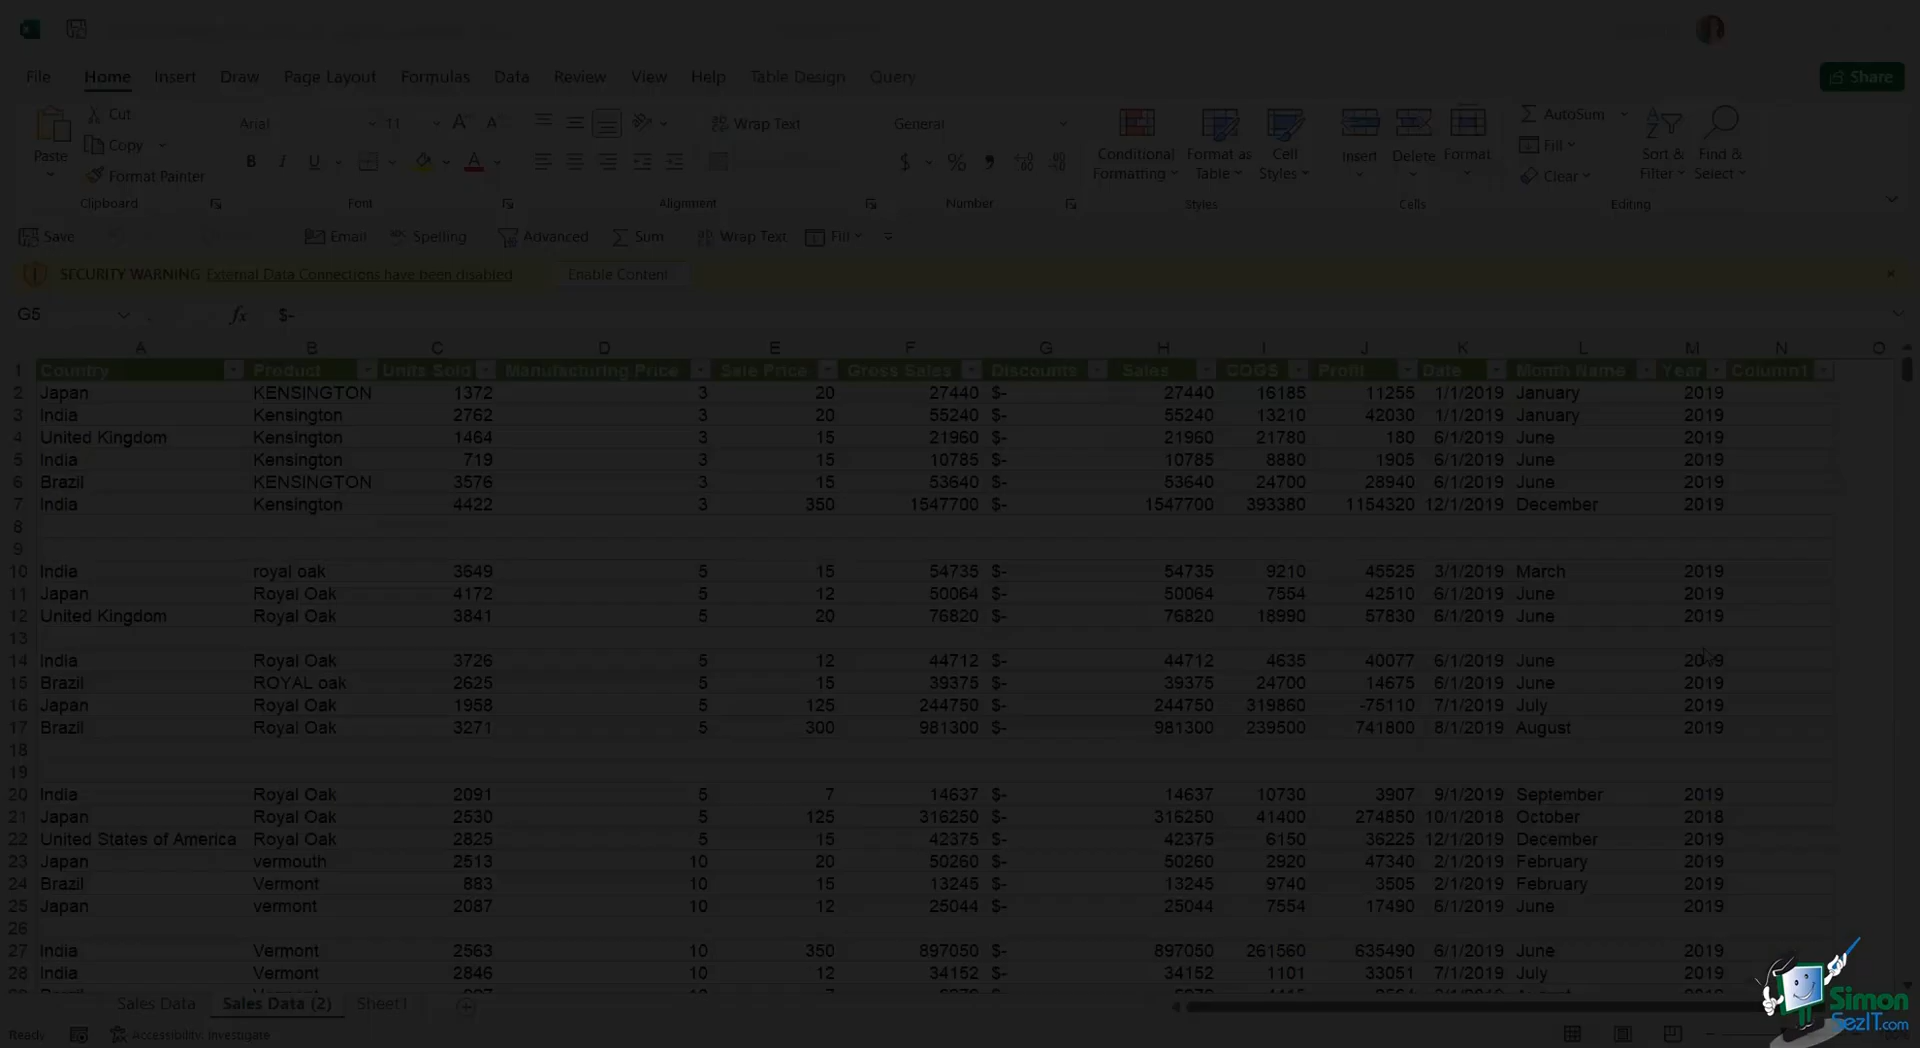 File Home Insert Draw Page Layout Formulas Data Review View Help Table Design Query Share
Cut Arial 11 Wrap Text General AutoSum
Paste Copy Conditional Formatting Format as Table Cell Styles Insert Delete Format Fill Sort & Filter Find & Select
Format Painter Clear
Clipboard Font Alignment Number Styles Cells Editing
Save Email Spelling Advanced Sum Wrap Text Fill
SECURITY WARNING External Data Connections have been disabled Enable Content
G5 fx $-
A B C D E F G H I J K L M N O
1 Country Product Units Sold Manufacturing Price Sale Price Gross Sales Discounts Sales COGS Profit Date Month Name Year Column1
2 Japan KENSINGTON 1372 3 20 27440 $- 27440 16185 11255 1/1/2019 January 2019
3 India Kensington 2762 3 20 55240 $- 55240 13210 42030 1/1/2019 January 2019
4 United Kingdom Kensington 1464 3 15 21960 $- 21960 21780 180 6/1/2019 June 2019
5 India Kensington 719 3 15 10785 $- 10785 8880 1905 6/1/2019 June 2019
6 Brazil KENSINGTON 3576 3 15 53640 $- 53640 24700 28940 6/1/2019 June 2019
7 India Kensington 4422 3 350 1547700 $- 1547700 393380 1154320 12/1/2019 December 2019
8
9
10 India royal oak 3649 5 15 54735 $- 54735 9210 45525 3/1/2019 March 2019
11 Japan Royal Oak 4172 5 12 50064 $- 50064 7554 42510 6/1/2019 June 2019
12 United Kingdom Royal Oak 3841 5 20 76820 $- 76820 18990 57830 6/1/2019 June 2019
13
14 India Royal Oak 3726 5 12 44712 $- 44712 4635 40077 6/1/2019 June 2019
15 Brazil ROYAL oak 2625 5 15 39375 $- 39375 24700 14675 6/1/2019 June 2019
16 Japan Royal Oak 1958 5 125 244750 $- 244750 319860 -75110 7/1/2019 July 2019
17 Brazil Royal Oak 3271 5 300 981300 $- 981300 239500 741800 8/1/2019 August 2019
18
19
20 India Royal Oak 2091 5 7 14637 $- 14637 10730 3907 9/1/2019 September 2019
21 Japan Royal Oak 2530 5 125 316250 $- 316250 41400 274850 10/1/2018 October 2018
22 United States of America Royal Oak 2825 5 15 42375 $- 42375 6150 36225 12/1/2019 December 2019
23 Japan vermouth 2513 10 20 50260 $- 50260 2920 47340 2/1/2019 February 2019
24 Brazil Vermont 883 10 15 13245 $- 13245 9740 3505 2/1/2019 February 2019
25 Japan vermont 2087 10 12 25044 $- 25044 7554 17490 6/1/2019 June 2019
26
27 India Vermont 2563 10 350 897050 $- 897050 261560 635490 6/1/2019 June 2019
28 India Vermont 2846 10 12 34152 $- 34152 1101 33051 7/1/2019 July 2019
Sales Data Sales Data (2) Sheet1
Ready Accessibility: Investigate
Simon
SezIT.com